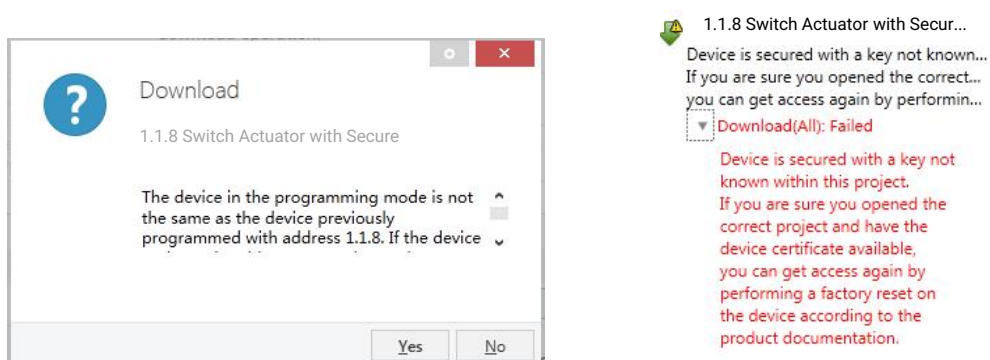 Download
1.1.8 Switch Actuator with Secure
The device in the programming mode is not
the same as the device previously
programmed with address 1.1.8. If the device
Yes
No
1.1.8 Switch Actuator with Secur...
Device is secured with a key not known...
If you are sure you opened the correct...
you can get access again by performin...
Download(All): Failed
Device is secured with a key not
known within this project.
If you are sure you opened the
correct project and have the
device certificate available,
you can get access again by
performing a factory reset on
the device according to the
product documentation.